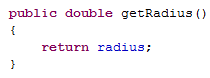 public double getRadius()
{
    return radius;
}